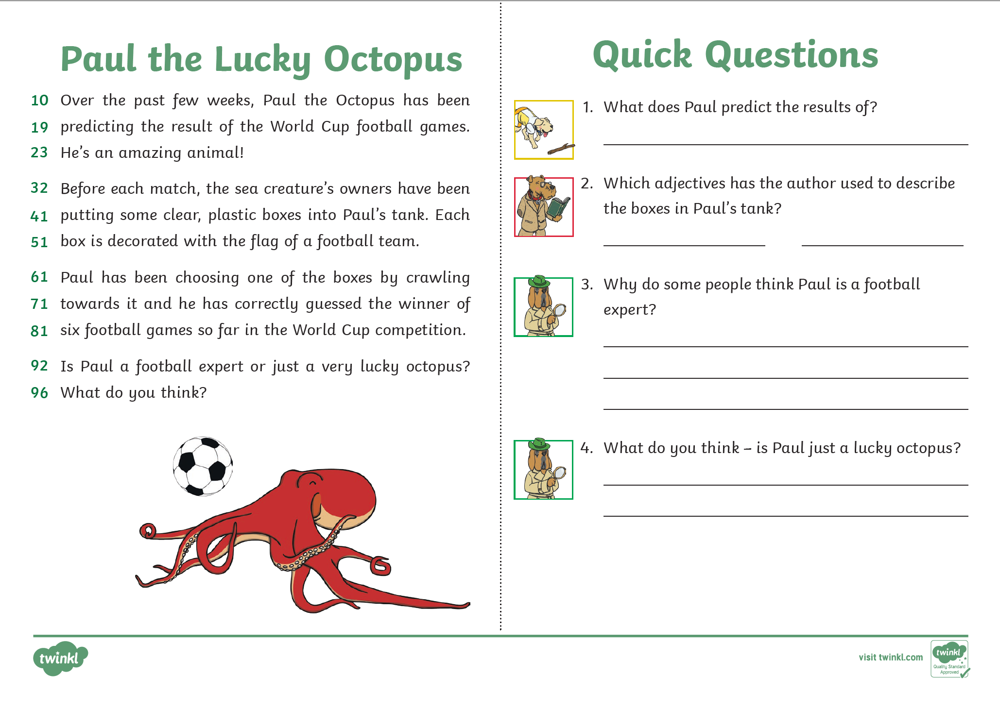 Paul the Lucky Octopus
10 Over the past few weeks, Paul the Octopus has been
19 predicting the result of the World Cup football games.
23 He's an amazing animal!
32 Before each match, the sea creature's owners have been
41 putting some clear, plastic boxes into Paul's tank. Each
51 box is decorated with the flag of a football team.
61 Paul has been choosing one of the boxes by crawling
71 towards it and he has correctly guessed the winner of
81 six football games so far in the World Cup competition.
92 Is Paul a football expert or just a very lucky octopus?
96 What do you think?
Quick Questions
1. What does Paul predict the results of?
2. Which adjectives has the author used to describe
the boxes in Paul's tank?
3. Why do some people think Paul is a football
expert?
4. What do you think – is Paul just a lucky octopus?
twinkl
visit twinkl.com
twinkl
Quality Standard
Approved